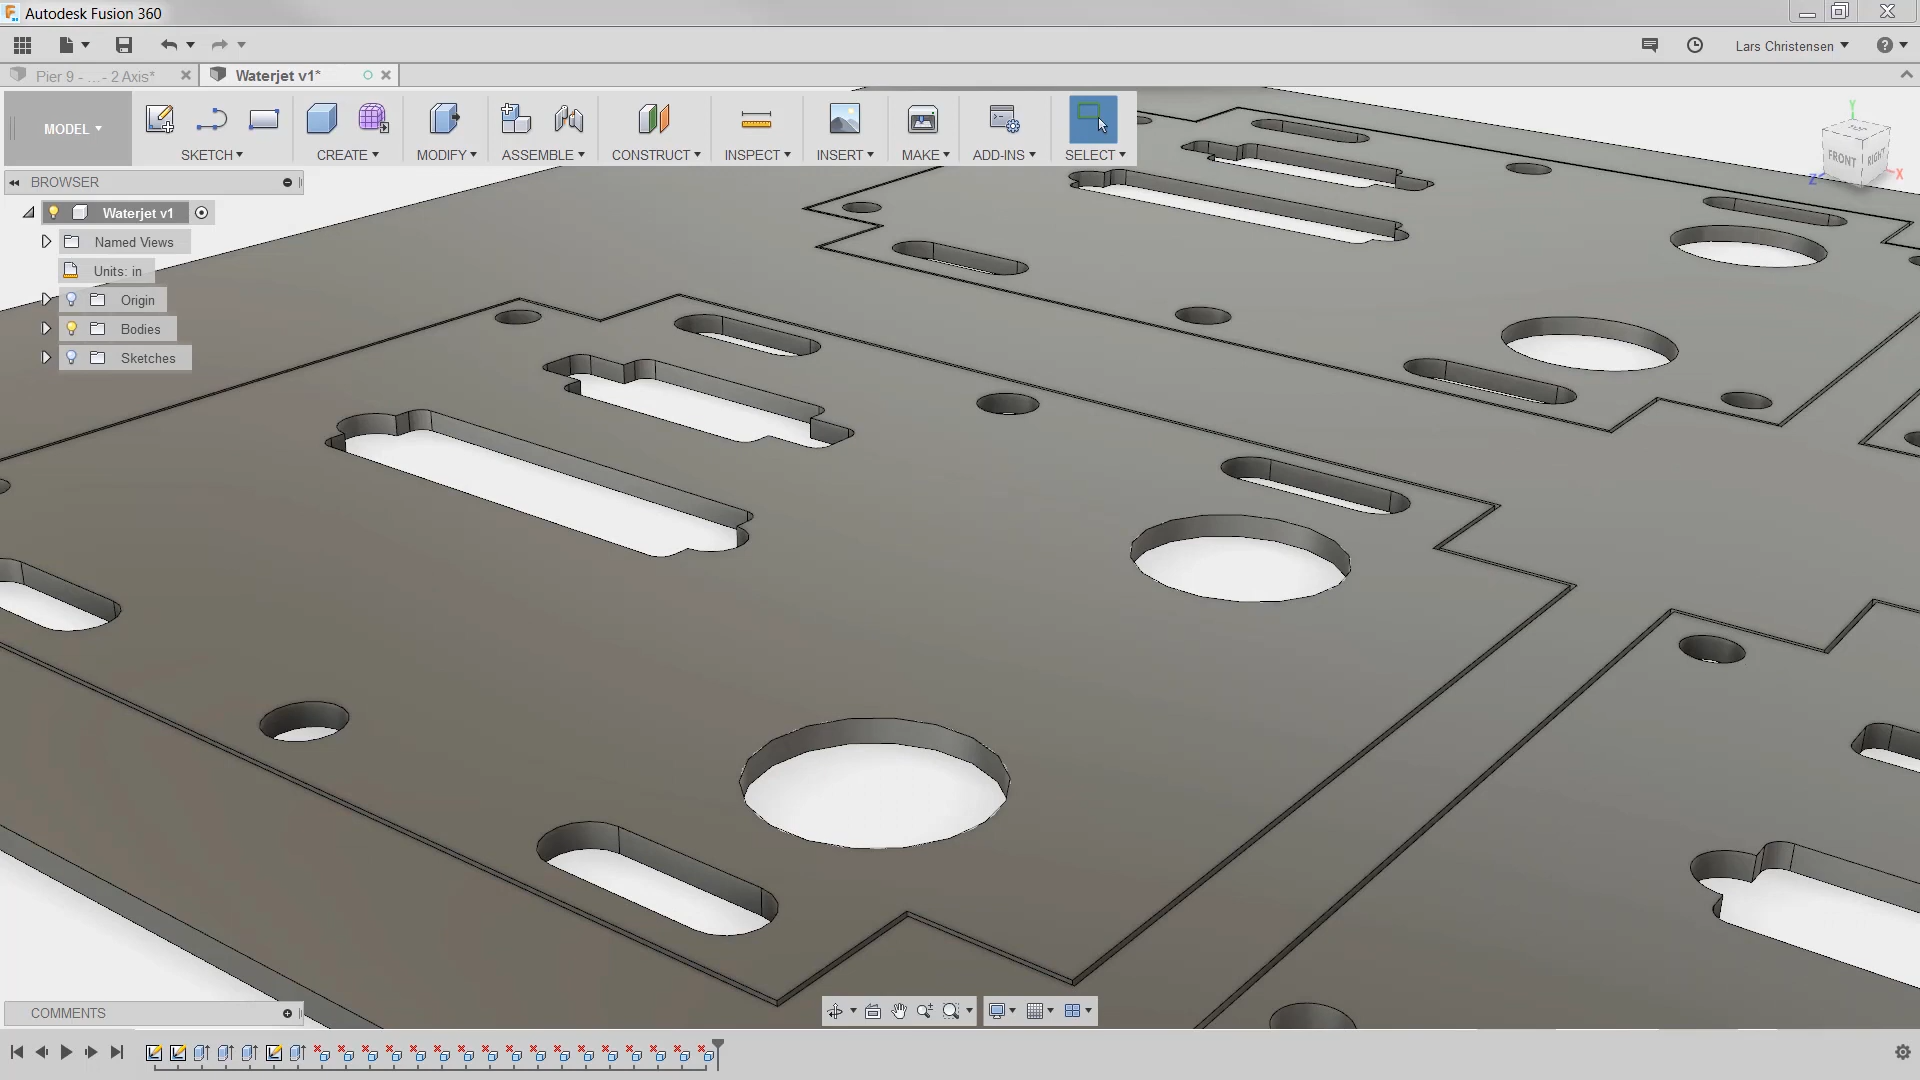 Autodesk Fusion 360
Lars Christensen
Pier 9 - ...- 2 Axis*
Waterjet v1*
MODEL
SKETCH
CREATE
MODIFY
ASSEMBLE
CONSTRUCT
INSPECT
INSERT
MAKE
ADD-INS
SELECT
Y
TOP
FRONT
RIGHT
Z
X
BROWSER
Waterjet v1
Named Views
Units: in
Origin
Bodies
Sketches
COMMENTS